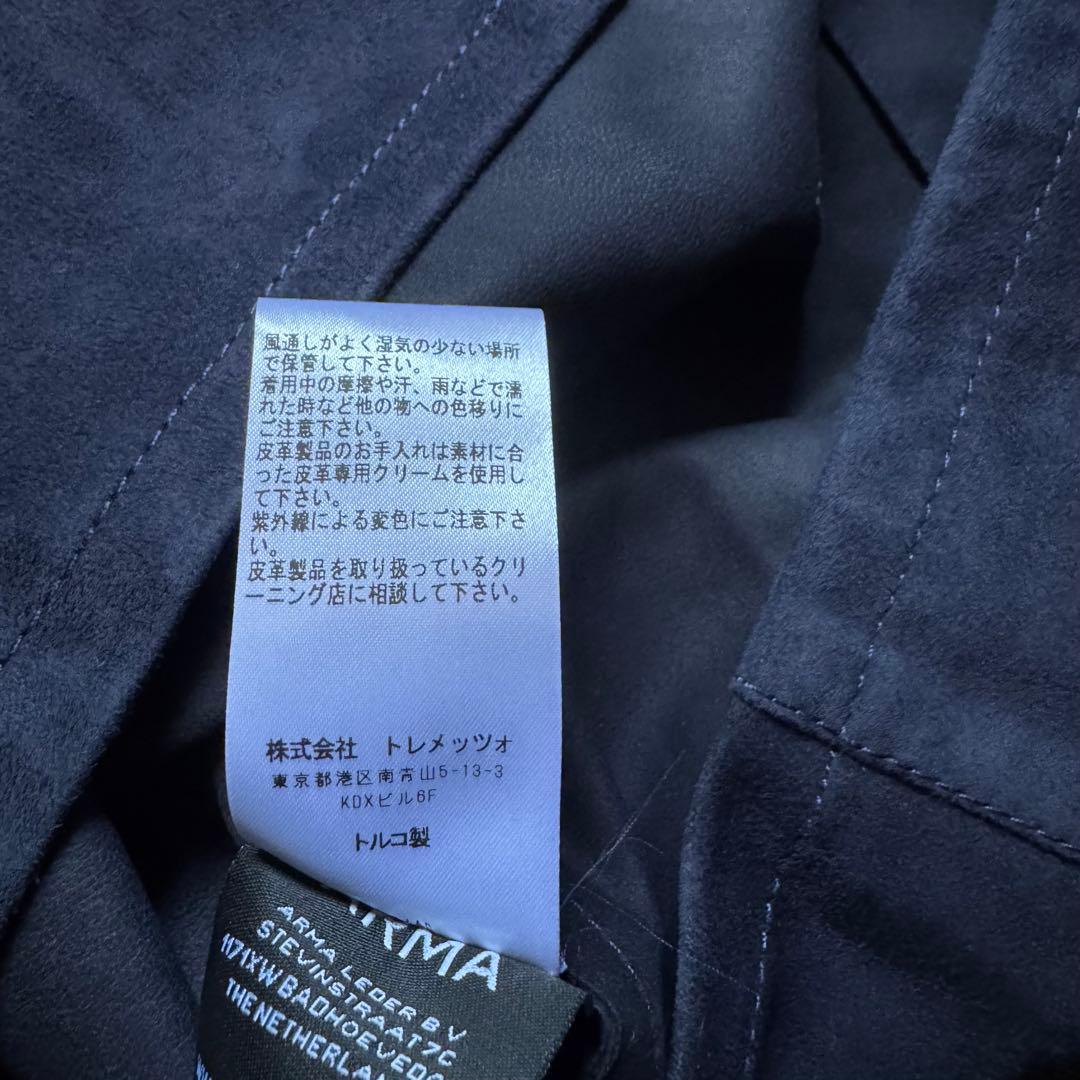 風通しがよく湿気の少ない場所
で保管して下さい。
着用中の摩擦や汗、雨などで濡
れた時など他の物への色移りに
ご注意下さい。
皮革製品のお手入れは素材に合
った皮革専用クリームを使用し
て下さい。
紫外線による変色にご注意下さ
い。
皮革製品を取り扱っているクリ
ーニング店に相談して下さい。
株式会社 トレメッツォ
東京都港区南青山5-13-3
KDXビル6F
トルコ製
ARMA
ARMA LEDER B V
STEVINSTRAAT 7C
1171XW BADHOEVEDO
THE NETHERLAN